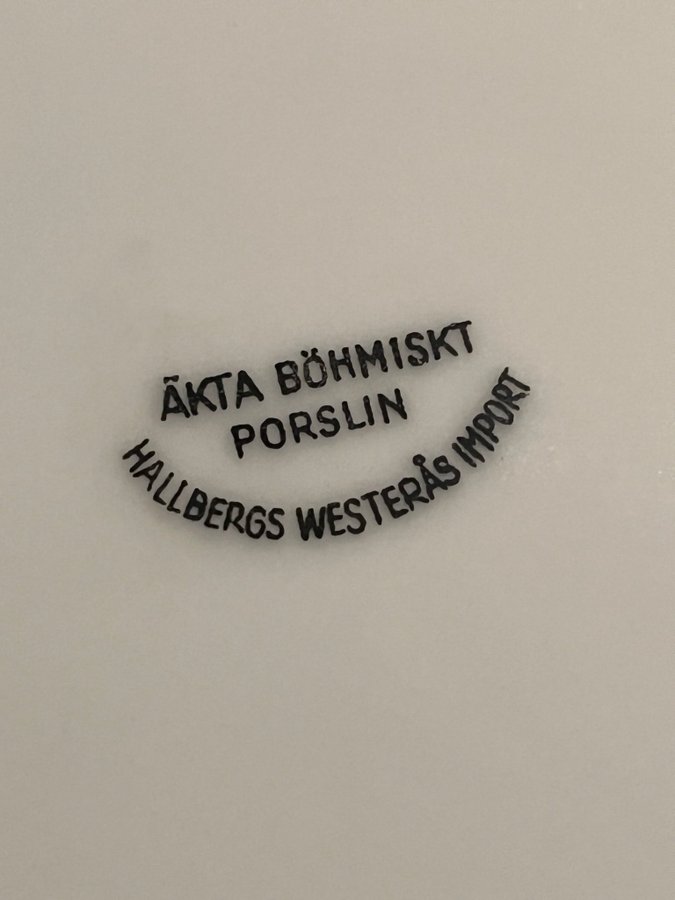 ÄKTA BÖHMISKT
PORSLIN
HALLBERGS WESTERÅS IMPORT